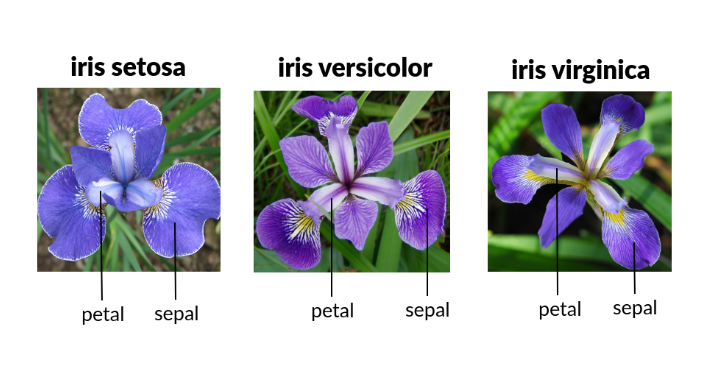 iris setosa
iris versicolor
iris virginica
petal
sepal
petal
sepal
petal
sepal